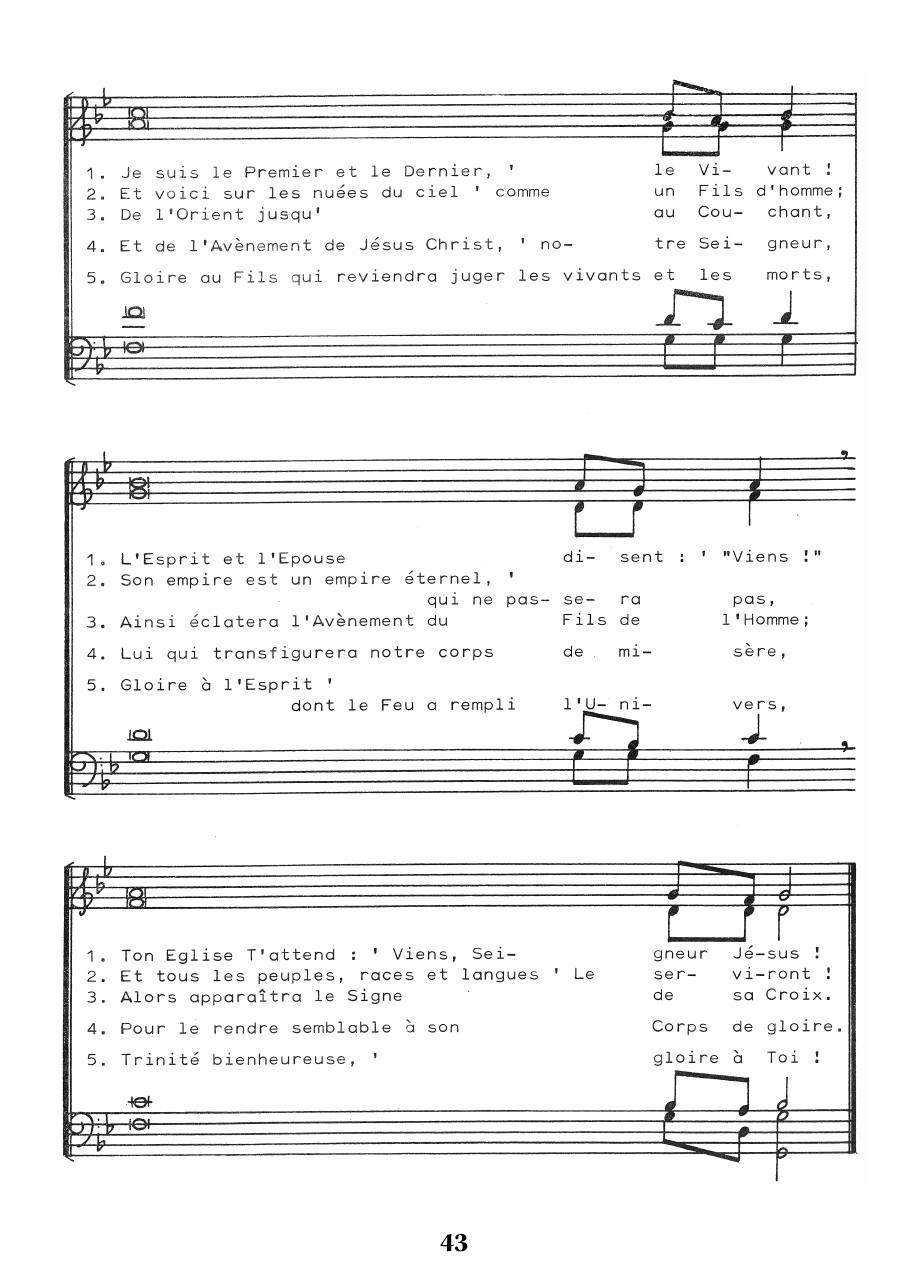 1. Je suis le Premier et le Dernier, ' le Vi- vant !
2. Et voici sur les nuées du ciel ' comme un Fils d'homme;
3. De l'Orient jusqu' au Cou- chant,
4. Et de l'Avènement de Jésus Christ, ' no- tre Sei- gneur,
5. Gloire au Fils qui reviendra juger les vivants et les morts,
1. L'Esprit et l'Epouse di- sent : ' "Viens !"
2. Son empire est un empire éternel, '
qui ne pas- se- ra pas,
3. Ainsi éclatera l'Avènement du Fils de l'Homme;
4. Lui qui transfigurera notre corps de mi- sère,
5. Gloire à l'Esprit '
dont le Feu a rempli l'U- ni- vers,
1. Ton Eglise T'attend : ' Viens, Sei- gneur Jé-sus !
2. Et tous les peuples, races et langues ' Le ser- vi-ront !
3. Alors apparaîtra le Signe de sa Croix.
4. Pour le rendre semblable à son Corps de gloire.
5. Trinité bienheureuse, ' gloire à Toi !
43